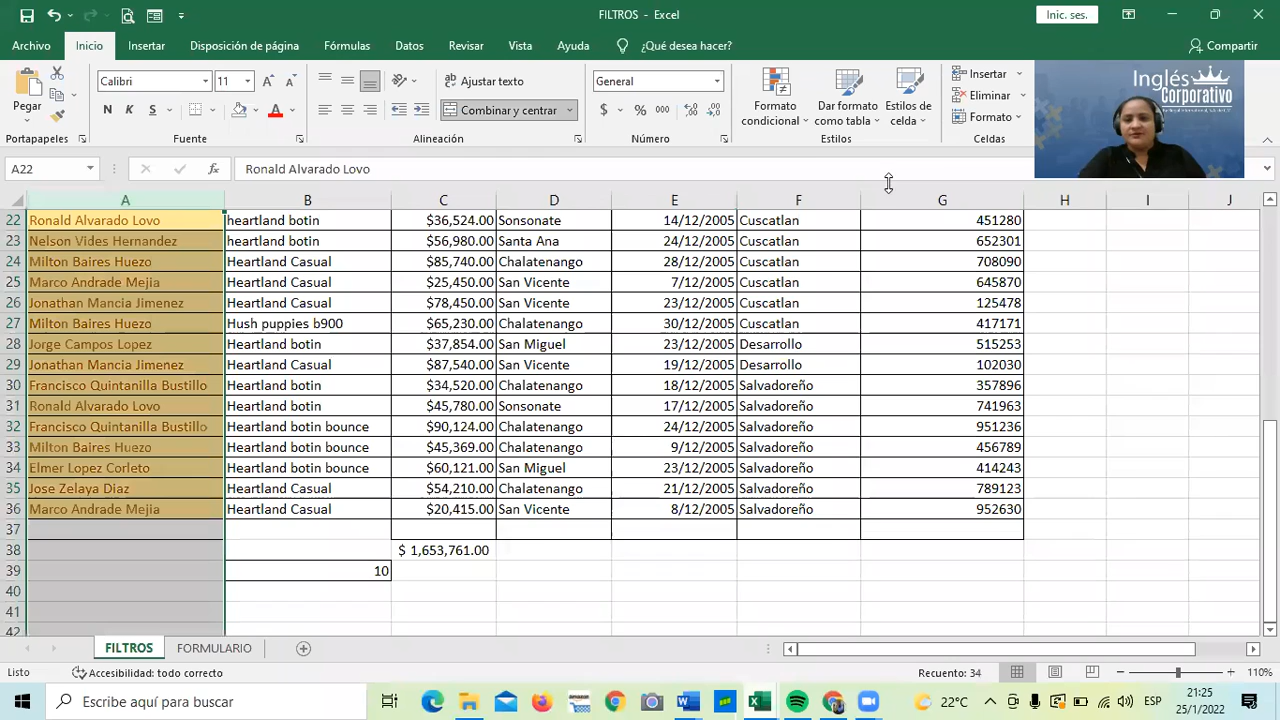 FILTROS - Excel
Inic. ses.
Archivo Inicio Insertar Disposición de página Fórmulas Datos Revisar Vista Ayuda ¿Qué desea hacer? Compartir
Pegar
Calibri 11
N K S
Ajustar texto
Combinar y centrar
General
$ % 000
Formato condicional
Dar formato como tabla
Estilos de celda
Insertar
Eliminar
Formato
Portapapeles Fuente Alineación Número Estilos Celdas
Inglés
Corporativo
A22 fx Ronald Alvarado Lovo
A B C D E F G H I J
22 Ronald Alvarado Lovo heartland botin $36,524.00 Sonsonate 14/12/2005 Cuscatlan 451280
23 Nelson Vides Hernandez heartland botin $56,980.00 Santa Ana 24/12/2005 Cuscatlan 652301
24 Milton Baires Huezo Heartland Casual $85,740.00 Chalatenango 28/12/2005 Cuscatlan 708090
25 Marco Andrade Mejia Heartland Casual $25,450.00 San Vicente 7/12/2005 Cuscatlan 645870
26 Jonathan Mancia Jimenez Heartland Casual $78,450.00 San Vicente 23/12/2005 Cuscatlan 125478
27 Milton Baires Huezo Hush puppies b900 $65,230.00 Chalatenango 30/12/2005 Cuscatlan 417171
28 Jorge Campos Lopez Heartland botin $37,854.00 San Miguel 23/12/2005 Desarrollo 515253
29 Jonathan Mancia Jimenez Heartland Casual $87,540.00 San Vicente 19/12/2005 Desarrollo 102030
30 Francisco Quintanilla Bustillo Heartland botin $34,520.00 Chalatenango 18/12/2005 Salvadoreño 357896
31 Ronald Alvarado Lovo Heartland botin $45,780.00 Sonsonate 17/12/2005 Salvadoreño 741963
32 Francisco Quintanilla Bustillo Heartland botin bounce $90,124.00 Chalatenango 24/12/2005 Salvadoreño 951236
33 Milton Baires Huezo Heartland botin bounce $45,369.00 Chalatenango 9/12/2005 Salvadoreño 456789
34 Elmer Lopez Corleto Heartland botin bounce $60,121.00 San Miguel 23/12/2005 Salvadoreño 414243
35 Jose Zelaya Diaz Heartland Casual $54,210.00 Chalatenango 21/12/2005 Salvadoreño 789123
36 Marco Andrade Mejia Heartland Casual $20,415.00 San Vicente 8/12/2005 Salvadoreño 952630
37
38 $ 1,653,761.00
39 10
40
41
42
FILTROS FORMULARIO
Listo Accesibilidad: todo correcto Recuento: 34 110%
Escribe aquí para buscar 22°C ESP 21:25
25/1/2022